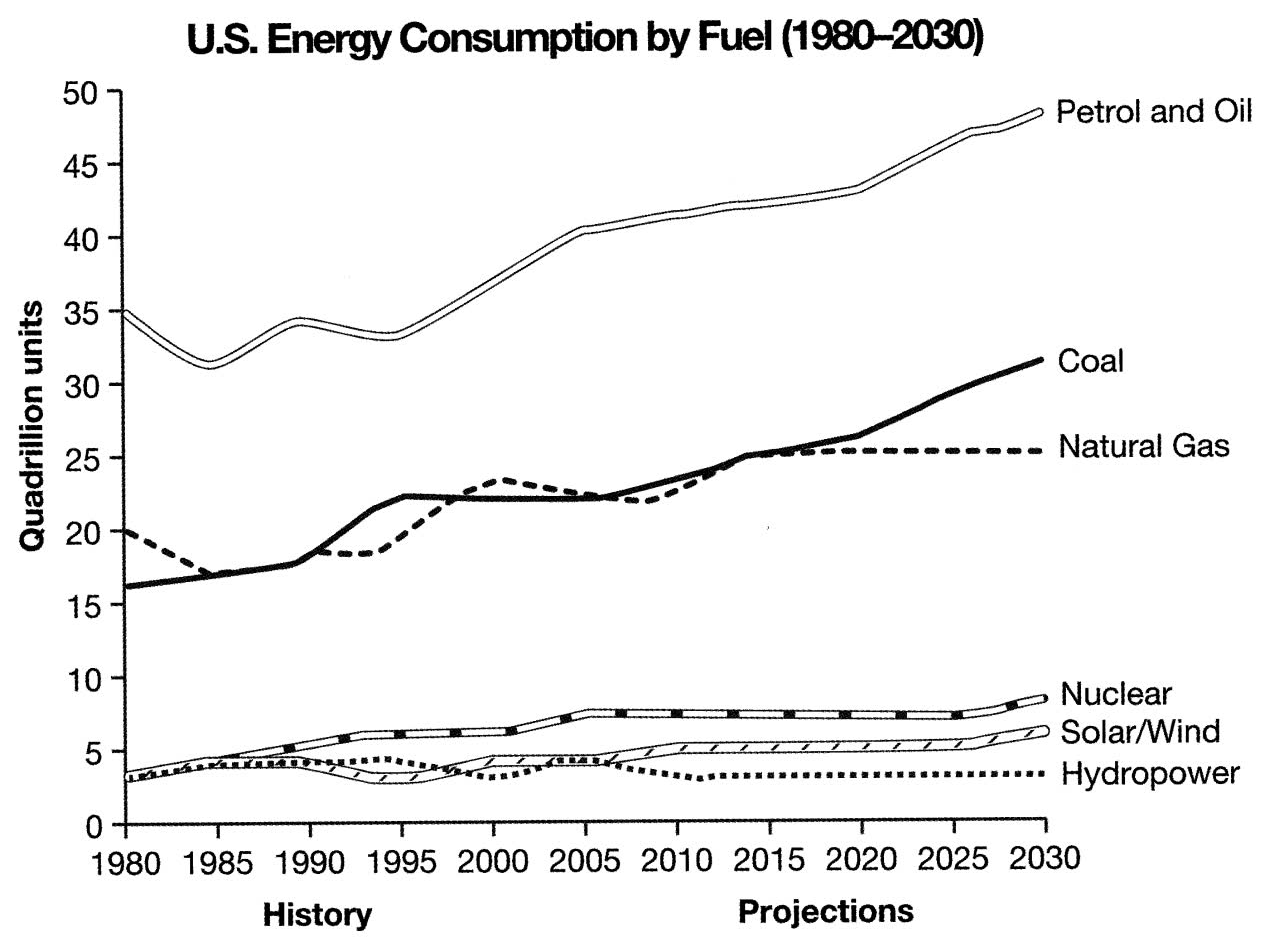 U.S. Energy Consumption by Fuel (1980–2030)
50
45
40
35
30
25
20
15
10
5
0
Quadrillion units
Petrol and Oil
Coal
Natural Gas
Nuclear
Solar/Wind
Hydropower
1980 1985 1990 1995 2000 2005 2010 2015 2020 2025 2030
History Projections